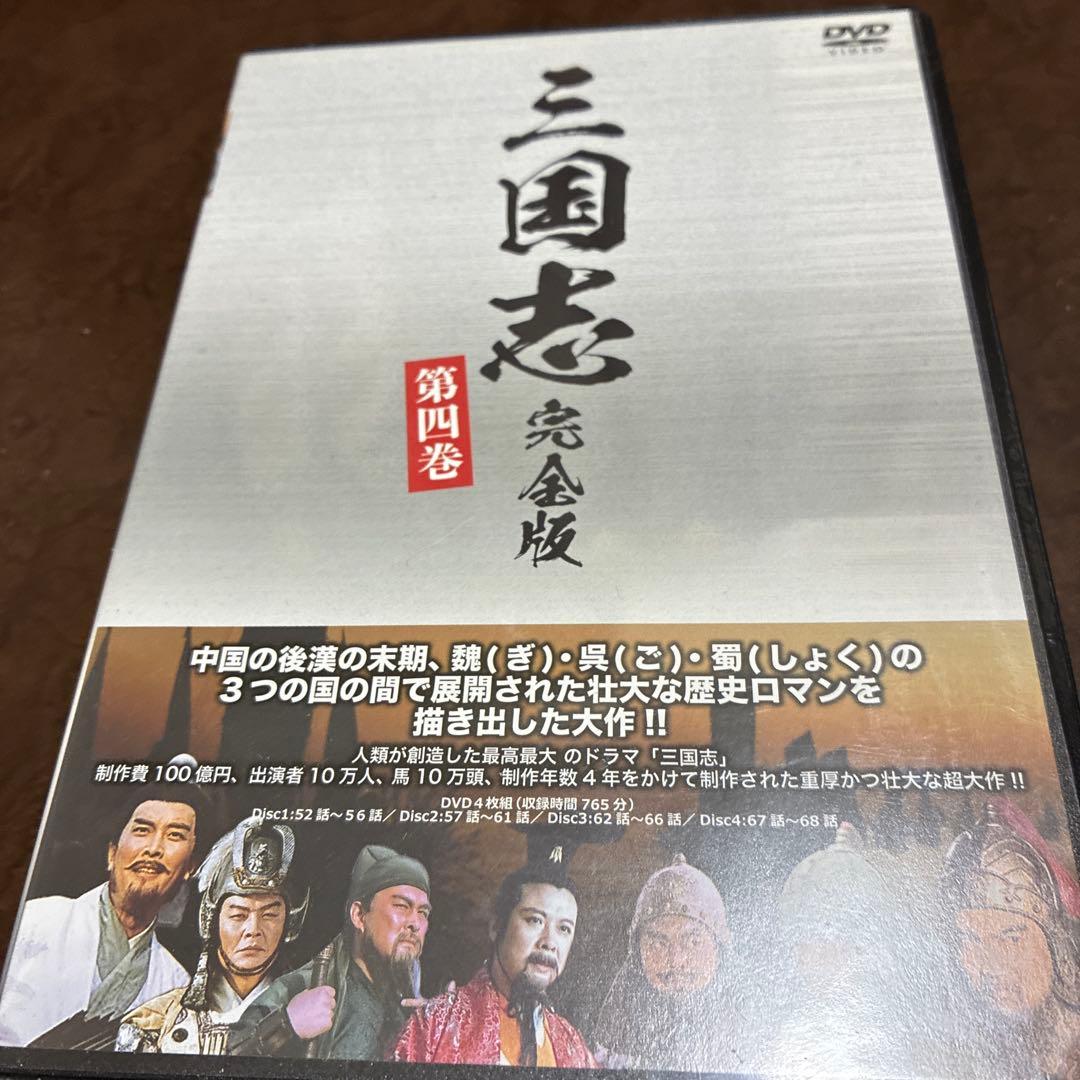 DVD
VIDEO
三国志
完全版
第四巻
中国の後漢の末期、魏(ぎ)・呉(ご)・蜀(しょく)の
3つの国の間で展開された壮大な歴史ロマンを
描き出した大作!!
人類が創造した最高最大 のドラマ「三国志」
制作費100億円、出演者10万人、馬10万頭、制作年数4年をかけて制作された重厚かつ壮大な超大作!!
DVD4枚組(収録時間 765分)
Disc1:52話〜56話/ Disc2:57話〜61話/ Disc3:62話〜66話/ Disc4:67話〜68話